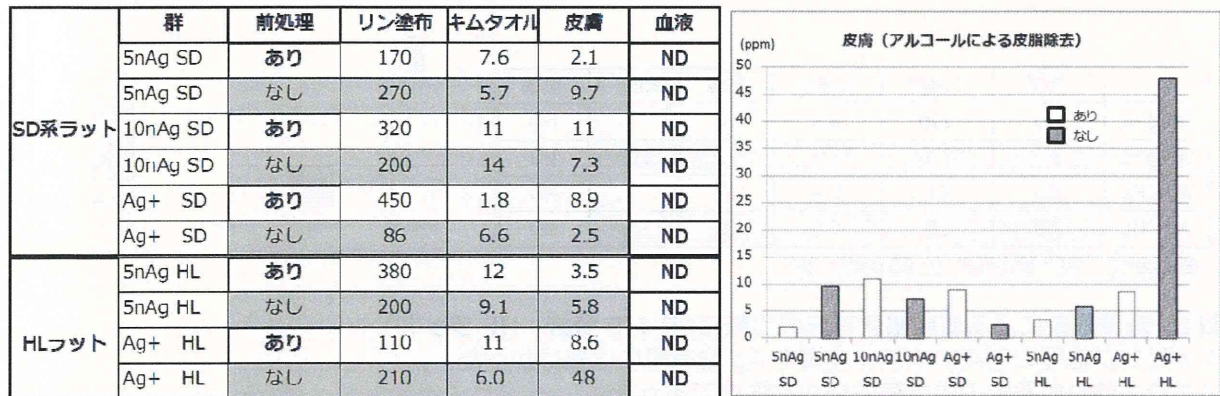 群 前処理 リン塗布 キムタオル 皮膚 血液
SD系ラット
5nAg SD あり 170 7.6 2.1 ND
5nAg SD なし 270 5.7 9.7 ND
10nAg SD あり 320 11 11 ND
10nAg SD なし 200 14 7.3 ND
Ag+ SD あり 450 1.8 8.9 ND
Ag+ SD なし 86 6.6 2.5 ND
HLラット
5nAg HL あり 380 12 3.5 ND
5nAg HL なし 200 9.1 5.8 ND
Ag+ HL あり 110 11 8.6 ND
Ag+ HL なし 210 6.0 48 ND
皮膚(アルコールによる皮脂除去)
(ppm)
50
45
40
35
30
25
20
15
10
5
0
あり
なし
5nAg 5nAg 10nAg 10nAg Ag+ Ag+ 5nAg 5nAg Ag+ Ag+
SD SD SD SD SD SD HL HL HL HL